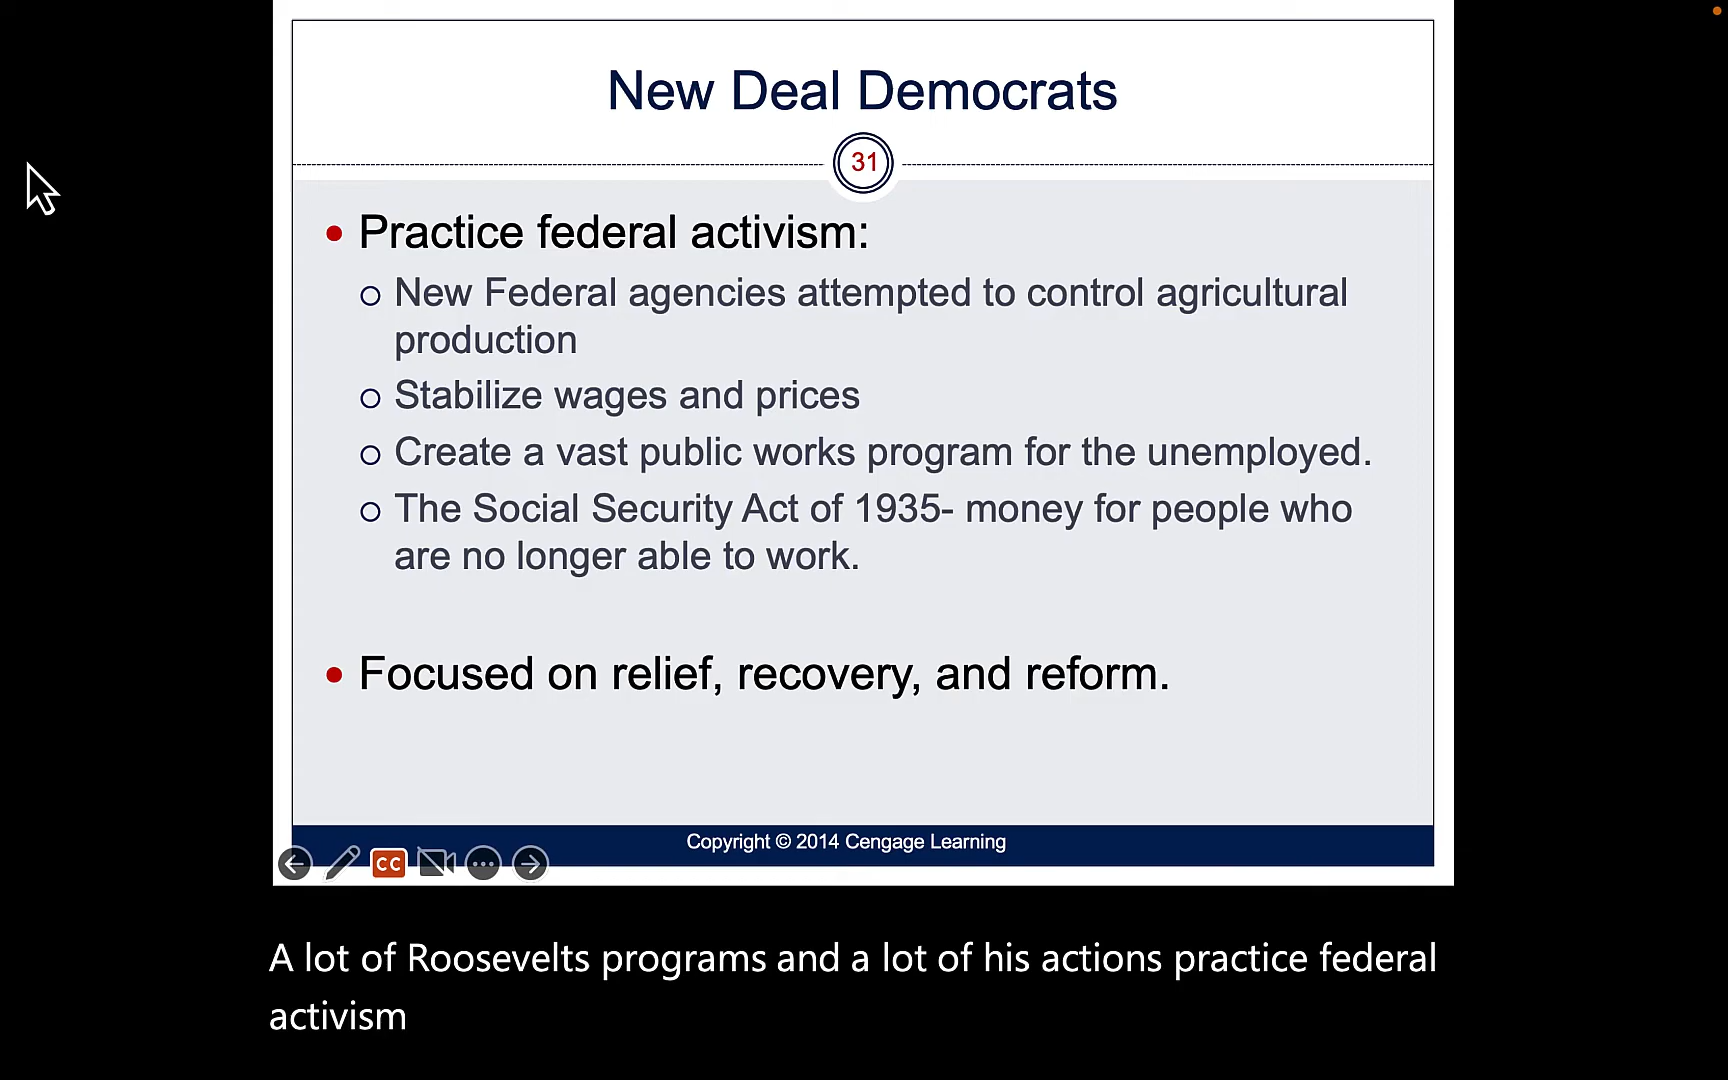 New Deal Democrats
31
• Practice federal activism:
o New Federal agencies attempted to control agricultural
production
o Stabilize wages and prices
o Create a vast public works program for the unemployed.
o The Social Security Act of 1935- money for people who
are no longer able to work.
• Focused on relief, recovery, and reform.
Copyright © 2014 Cengage Learning
CC
A lot of Roosevelts programs and a lot of his actions practice federal
activism